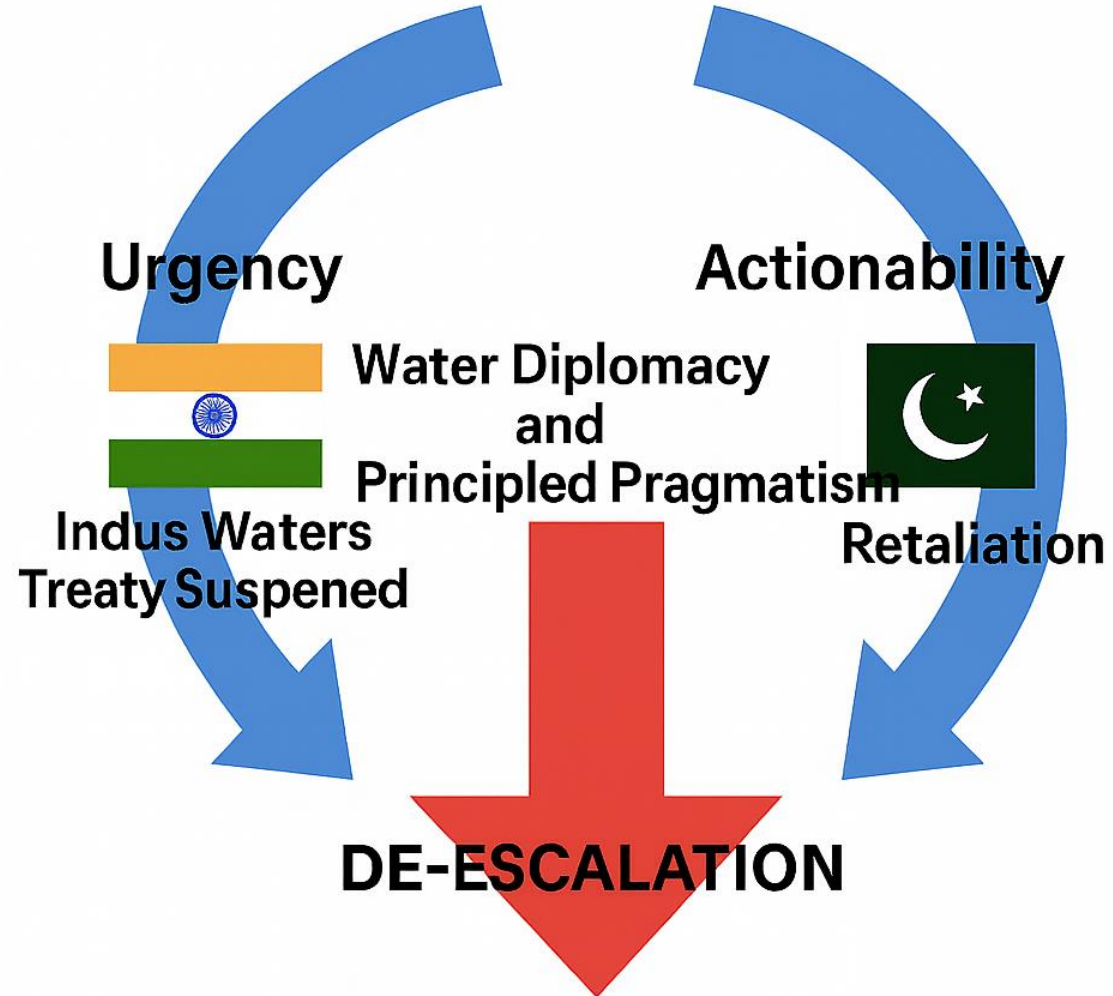 Urgency
Actionability
Water Diplomacy
and
Principled Pragmatism
Indus Waters
Treaty Suspened
Retaliation
DE-ESCALATION